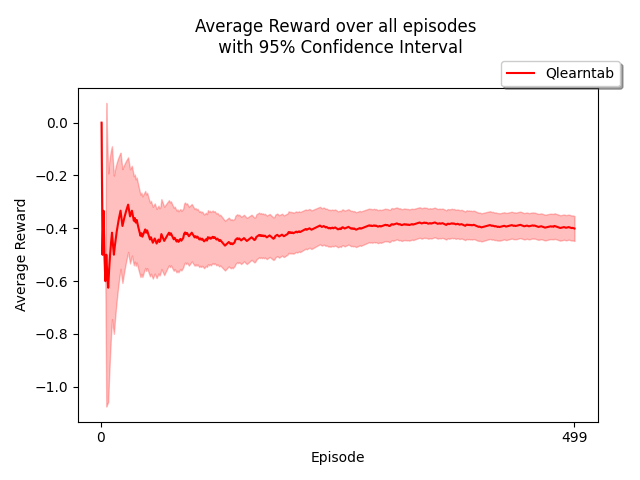 Average Reward over all episodes
with 95% Confidence Interval
Qlearntab
0.0
−0.2
−0.4
−0.6
−0.8
−1.0
Average Reward
0
499
Episode